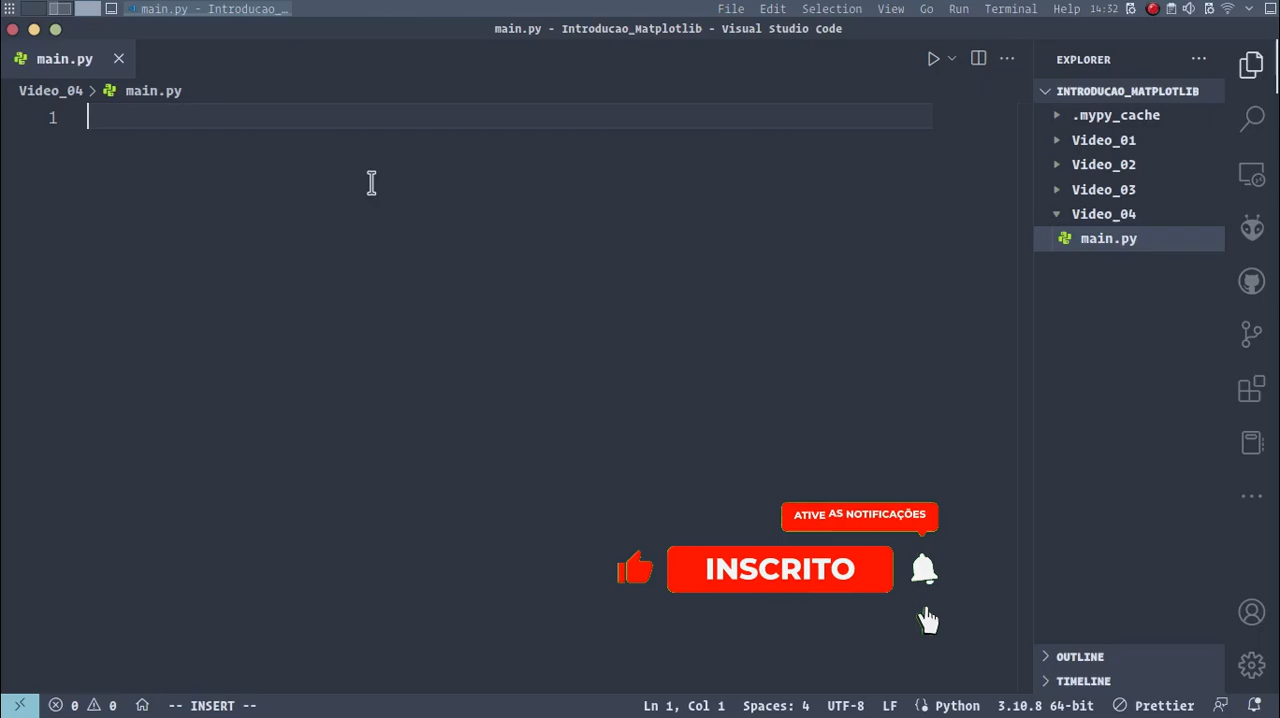 main.py - Introducao_…
File Edit Selection View Go Run Terminal Help 14:32
main.py - Introducao_Matplotlib - Visual Studio Code
main.py
EXPLORER
Video_04 > main.py
INTRODUCAO_MATPLOTLIB
1
.mypy_cache
Video_01
Video_02
Video_03
Video_04
main.py
ATIVE AS NOTIFICAÇÕES
INSCRITO
OUTLINE
TIMELINE
0 0 -- INSERT -- Ln 1, Col 1 Spaces: 4 UTF-8 LF Python 3.10.8 64-bit Prettier